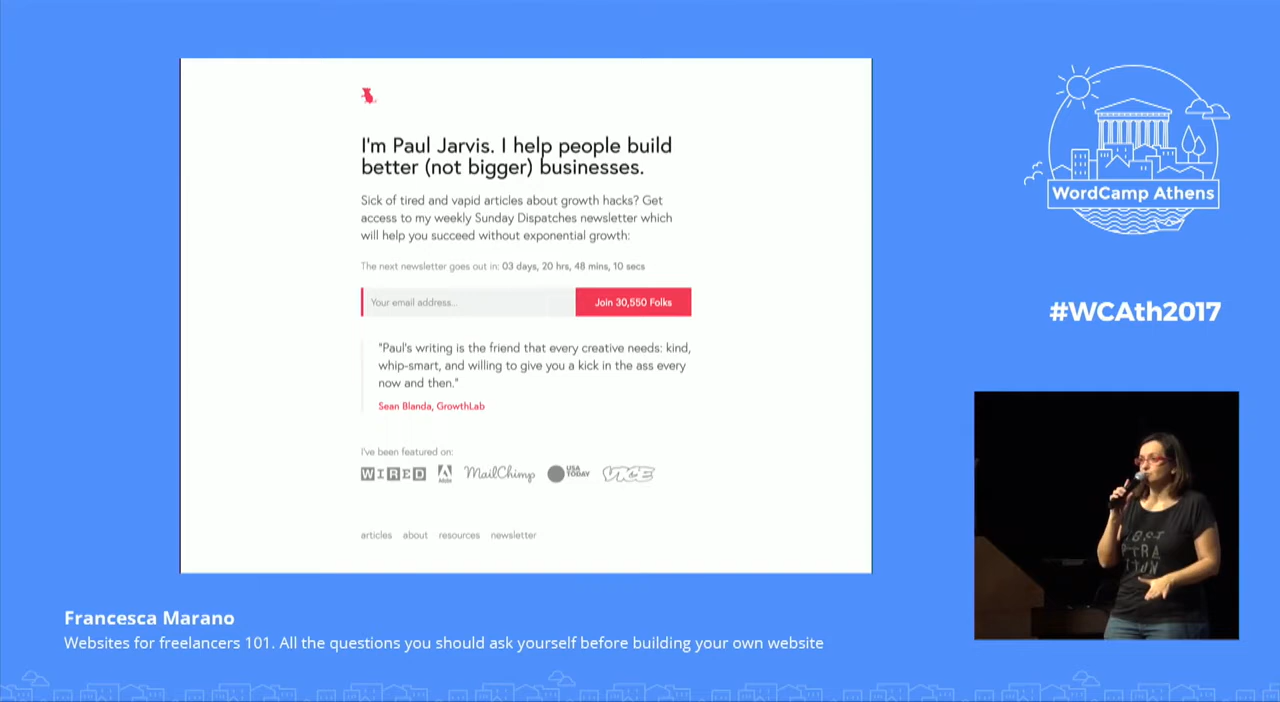 I'm Paul Jarvis. I help people build
better (not bigger) businesses.
Sick of tired and vapid articles about growth hacks? Get
access to my weekly Sunday Dispatches newsletter which
will help you succeed without exponential growth:
The next newsletter goes out in: 03 days, 20 hrs, 48 mins, 10 secs
Your email address...
Join 30,550 Folks
"Paul's writing is the friend that every creative needs: kind,
whip-smart, and willing to give you a kick in the ass every
now and then."
Sean Blanda, GrowthLab
I've been featured on:
WIRED Adobe MailChimp USA TODAY VICE
articles about resources newsletter
WordCamp Athens
#WCAth2017
Francesca Marano
Websites for freelancers 101. All the questions you should ask yourself before building your own website